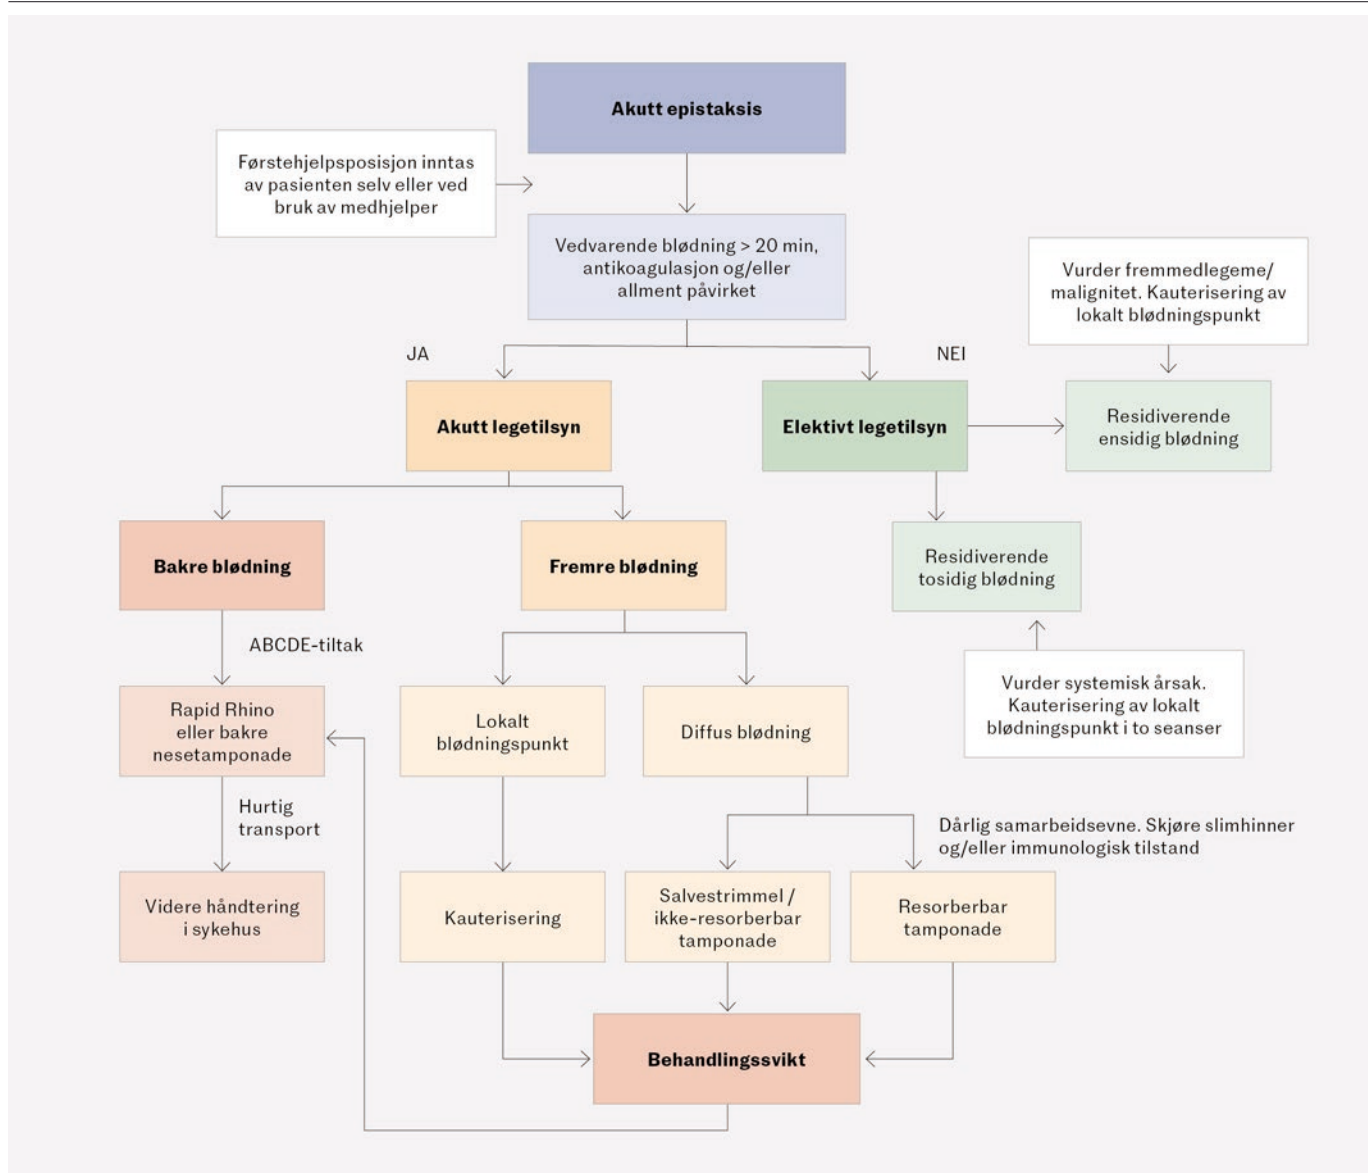 Akutt epistaksis
Førstehjelpsposisjon inntas
av pasienten selv eller ved
bruk av medhjelper
Vedvarende blødning > 20 min,
antikoagulasjon og/eller
allment påvirket
Vurder fremmedlegeme/
malignitet. Kauterisering av
lokalt blødningspunkt
JA
NEI
Akutt legetilsyn
Elektivt legetilsyn
Residiverende
ensidig blødning
Bakre blødning
Fremre blødning
Residiverende
tosidig blødning
ABCDE-tiltak
Vurder systemisk årsak.
Kauterisering av lokalt
blødningspunkt i to seanser
Rapid Rhino
eller bakre
nesetamponade
Lokalt
blødningspunkt
Diffus blødning
Hurtig
transport
Dårlig samarbeidsevne. Skjøre slimhinner
og/eller immunologisk tilstand
Videre håndtering
i sykehus
Kauterisering
Salvestrimmel /
ikke-resorberbar
tamponade
Resorberbar
tamponade
Behandlingssvikt